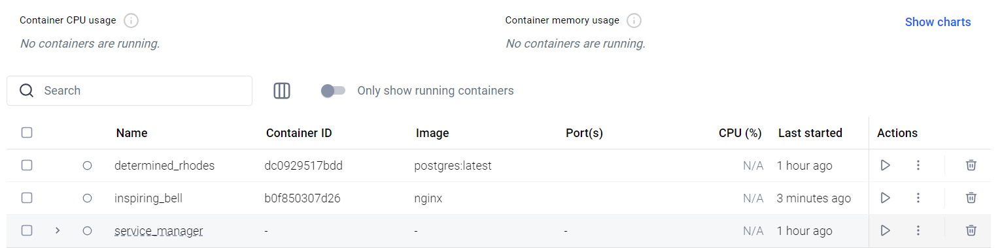 Container CPU usage Container memory usage Show charts
No containers are running. No containers are running.
Search Only show running containers
Name Container ID Image Port(s) CPU (%) Last started Actions
determined_rhodes dc0929517bdd postgres:latest N/A 1 hour ago
inspiring_bell b0f850307d26 nginx N/A 3 minutes ago
service_manager - - - N/A 1 hour ago